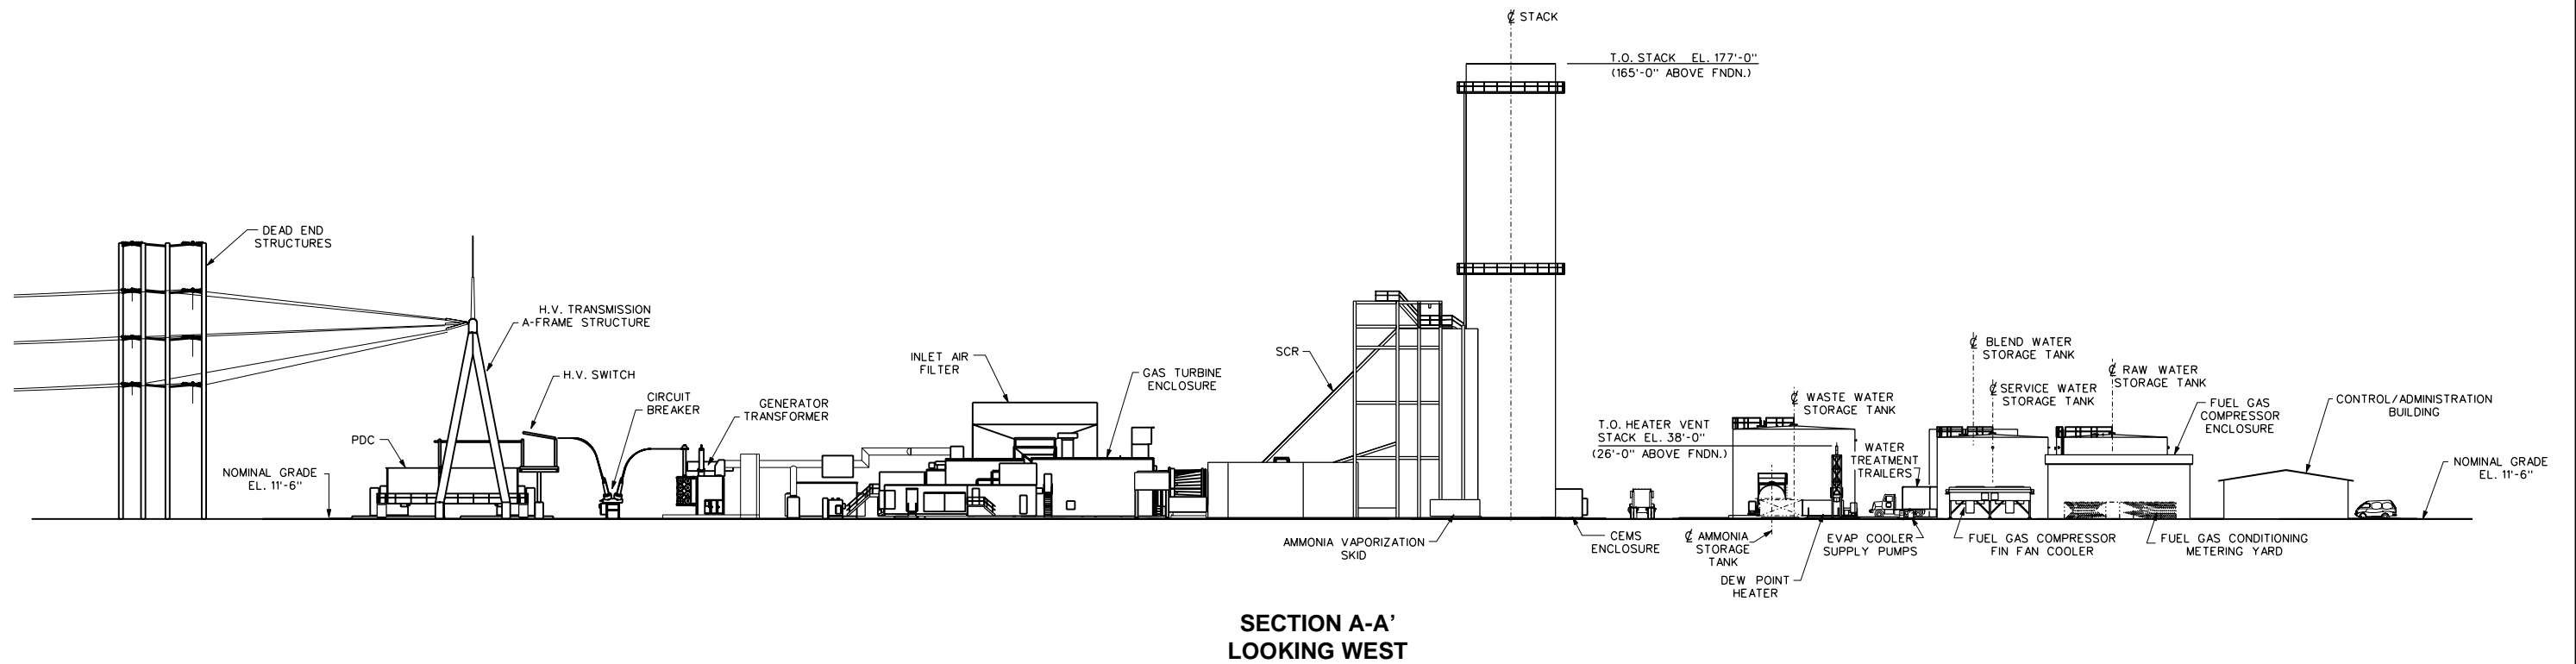 ℄ STACK
T.O. STACK EL. 177'-0"
(165'-0" ABOVE FNDN.)
DEAD END
STRUCTURES
H.V. TRANSMISSION
A-FRAME STRUCTURE
H.V. SWITCH
PDC
CIRCUIT
BREAKER
GENERATOR
TRANSFORMER
NOMINAL GRADE
EL. 11'-6"
INLET AIR
FILTER
GAS TURBINE
ENCLOSURE
SCR
AMMONIA VAPORIZATION
SKID
CEMS
ENCLOSURE
T.O. HEATER VENT
STACK EL. 38'-0"
(26'-0" ABOVE FNDN.)
℄ WASTE WATER
STORAGE TANK
WATER
TREATMENT
TRAILERS
℄ BLEND WATER
STORAGE TANK
℄ SERVICE WATER
STORAGE TANK
℄ RAW WATER
STORAGE TANK
FUEL GAS
COMPRESSOR
ENCLOSURE
CONTROL/ADMINISTRATION
BUILDING
NOMINAL GRADE
EL. 11'-6"
℄ AMMONIA
STORAGE
TANK
DEW POINT
HEATER
EVAP COOLER
SUPPLY PUMPS
FUEL GAS COMPRESSOR
FIN FAN COOLER
FUEL GAS CONDITIONING
METERING YARD
SECTION A-A’
LOOKING WEST